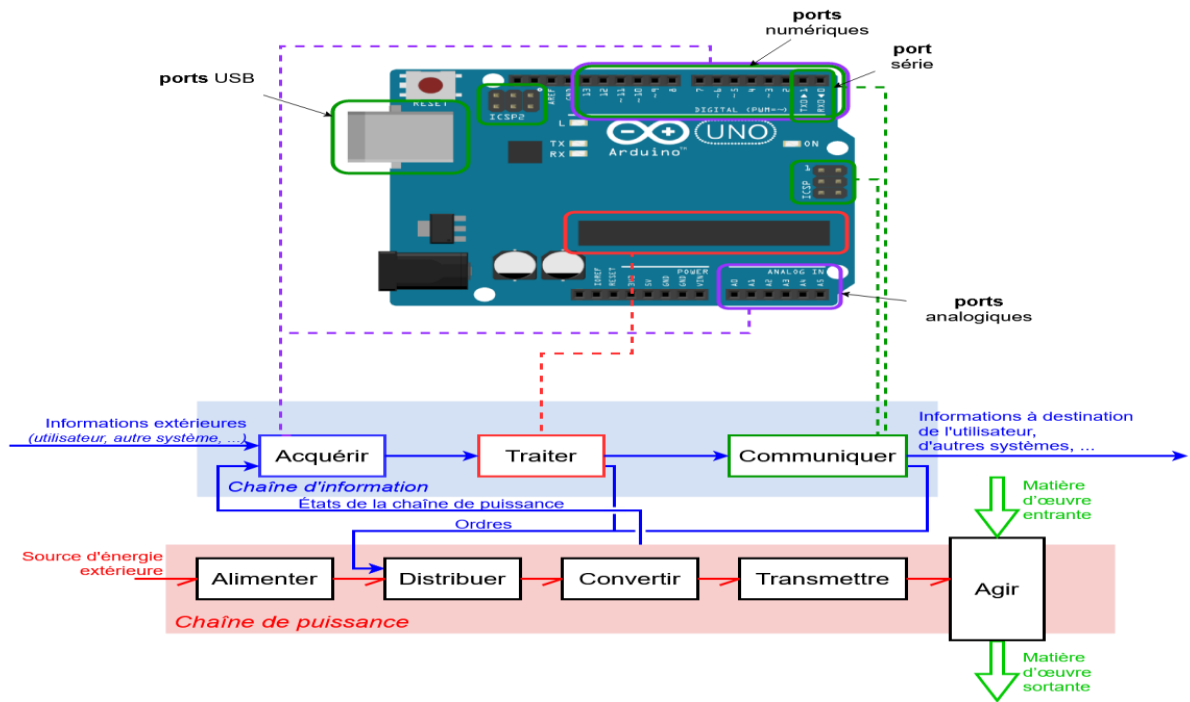 ports
numériques
port
série
ports USB
RESET
ICSP2
AREF
GND
13
12
~11
~10
~9
8
7
~6
~5
4
~3
2
TXD▶1
RXD◀0
DIGITAL (PWM=~)
L
TX
RX
Arduino™
UNO
ON
1
ICSP
IOREF
RESET
3V3
5V
GND
GND
VIN
POWER
ANALOG IN
A0
A1
A2
A3
A4
A5
ports
analogiques
Informations extérieures
(utilisateur, autre système, ...)
Acquérir
Traiter
Communiquer
Informations à destination
de l'utilisateur,
d'autres systèmes, ...
Chaîne d'information
États de la chaîne de puissance
Ordres
Matière
d'œuvre
entrante
Source d'énergie
extérieure
Alimenter
Distribuer
Convertir
Transmettre
Agir
Chaîne de puissance
Matière
d'œuvre
sortante